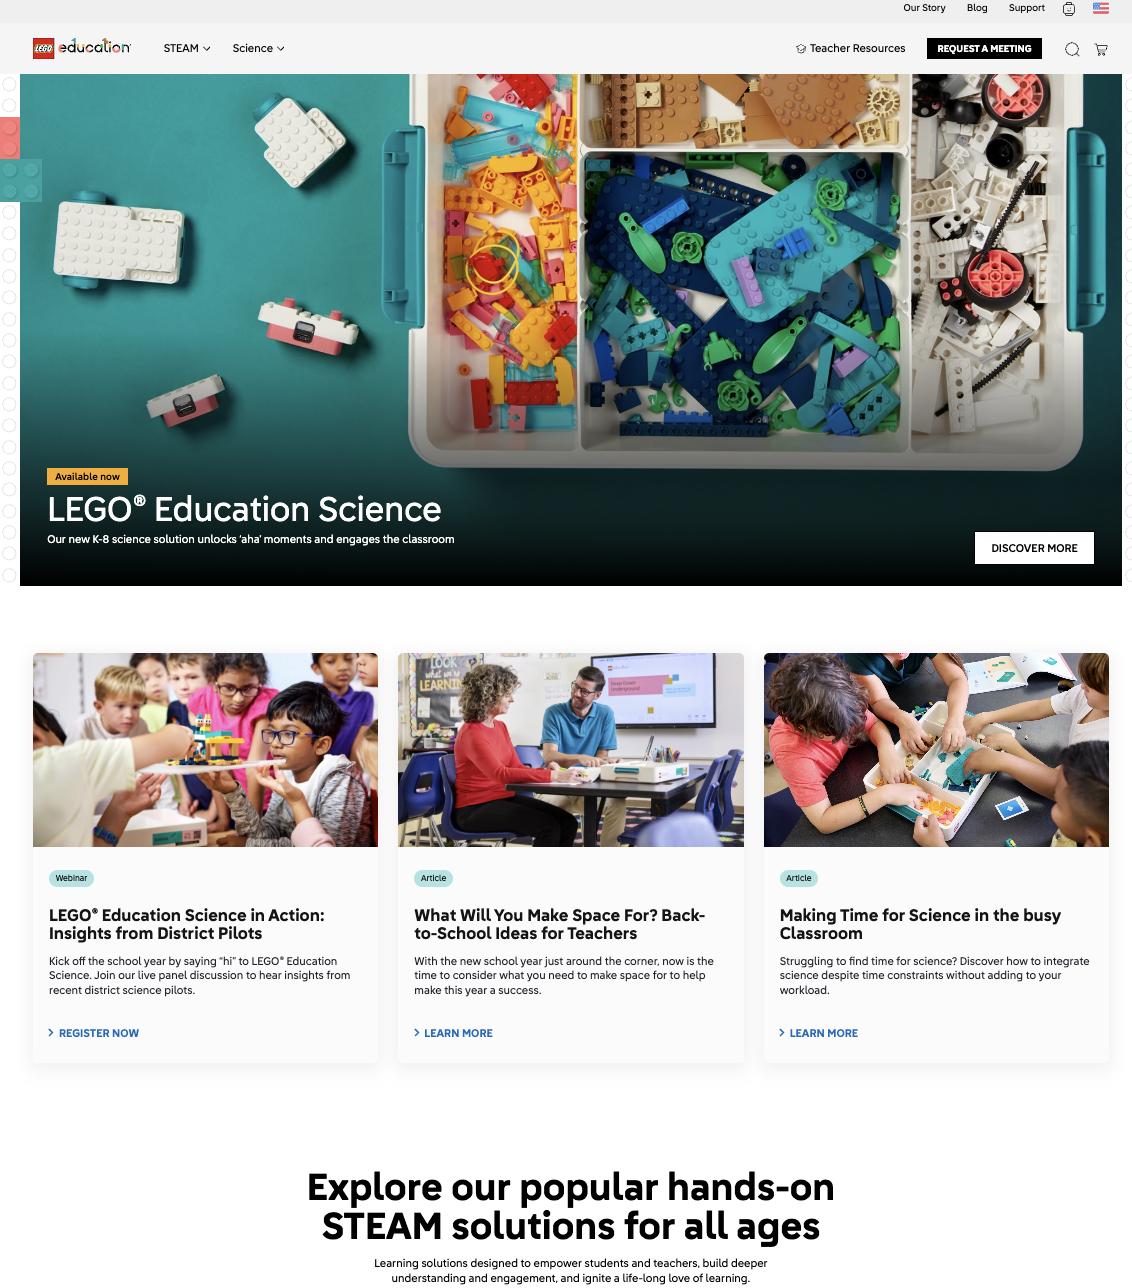 Our Story Blog Support
LEGO education STEAM Science Teacher Resources REQUEST A MEETING
Available now
LEGO® Education Science
Our new K-8 science solution unlocks ‘aha’ moments and engages the classroom
DISCOVER MORE
LOOK
LEARNIN
Webinar
LEGO® Education Science in Action:
Insights from District Pilots
Kick off the school year by saying “hi” to LEGO® Education
Science. Join our live panel discussion to hear insights from
recent district science pilots.
REGISTER NOW
Article
What Will You Make Space For? Back-
to-School Ideas for Teachers
With the new school year just around the corner, now is the
time to consider what you need to make space for to help
make this year a success.
LEARN MORE
Article
Making Time for Science in the busy
Classroom
Struggling to find time for science? Discover how to integrate
science despite time constraints without adding to your
workload.
LEARN MORE
Explore our popular hands-on
STEAM solutions for all ages
Learning solutions designed to empower students and teachers, build deeper
understanding and engagement, and ignite a life-long love of learning.